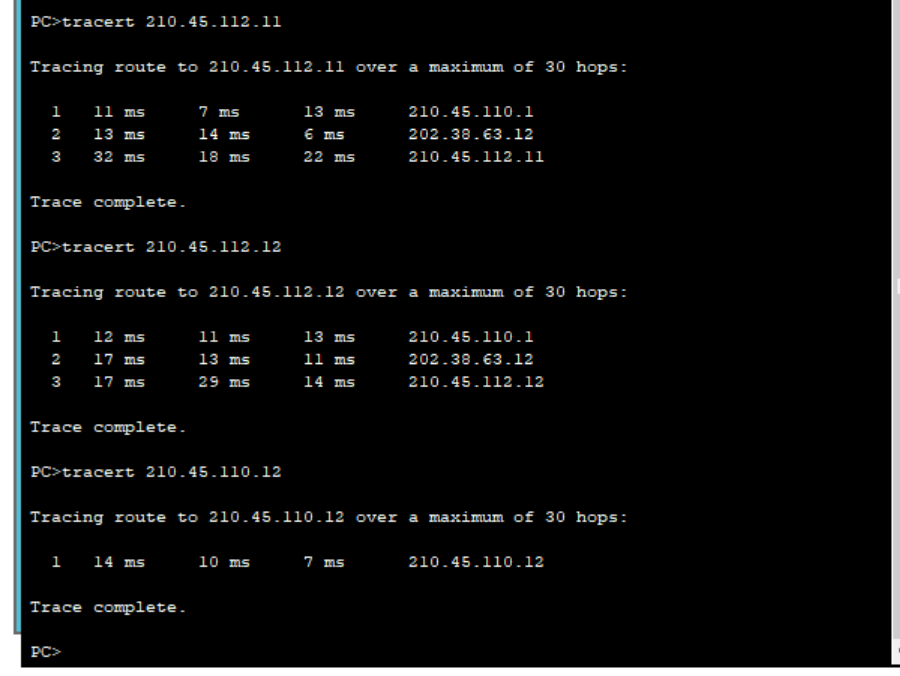 PC>tracert 210.45.112.11
Tracing route to 210.45.112.11 over a maximum of 30 hops:
1 11 ms 7 ms 13 ms 210.45.110.1
2 13 ms 14 ms 6 ms 202.38.63.12
3 32 ms 18 ms 22 ms 210.45.112.11
Trace complete.
PC>tracert 210.45.112.12
Tracing route to 210.45.112.12 over a maximum of 30 hops:
1 12 ms 11 ms 13 ms 210.45.110.1
2 17 ms 13 ms 11 ms 202.38.63.12
3 17 ms 29 ms 14 ms 210.45.112.12
Trace complete.
PC>tracert 210.45.110.12
Tracing route to 210.45.110.12 over a maximum of 30 hops:
1 14 ms 10 ms 7 ms 210.45.110.12
Trace complete.
PC>